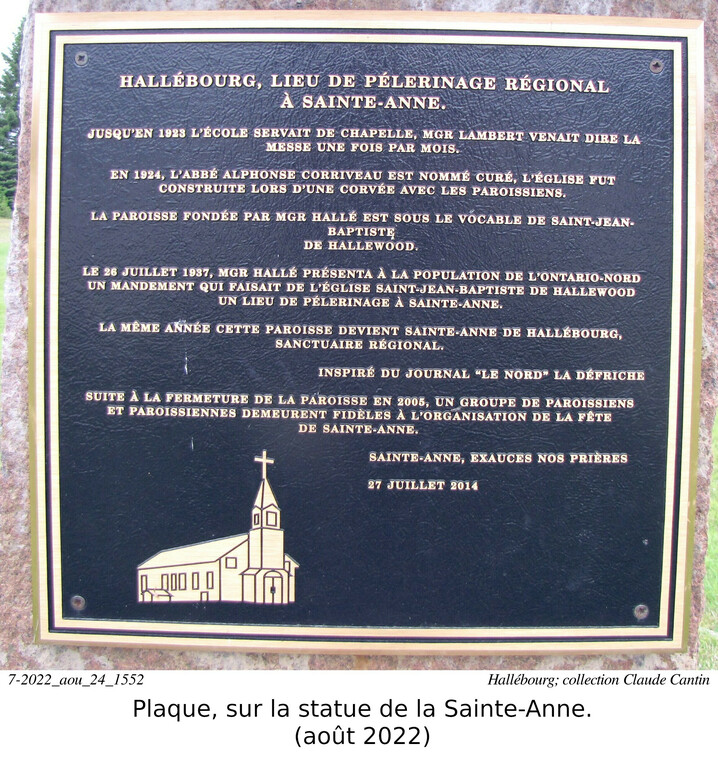 HALLÉBOURG, LIEU DE PÉLERINAGE RÉGIONAL
À SAINTE-ANNE.
JUSQU'EN 1923 L'ÉCOLE SERVAIT DE CHAPELLE, MGR LAMBERT VENAIT DIRE LA
MESSE UNE FOIS PAR MOIS.
EN 1924, L'ABBÉ ALPHONSE CORRIVEAU EST NOMMÉ CURÉ, L'ÉGLISE FUT
CONSTRUITE LORS D'UNE CORVÉE AVEC LES PAROISSIENS.
LA PAROISSE FONDÉE PAR MGR HALLÉ EST SOUS LE VOCABLE DE SAINT-JEAN-
BAPTISTE
DE HALLEWOOD.
LE 26 JUILLET 1937, MGR HALLÉ PRÉSENTA À LA POPULATION DE L'ONTARIO-NORD
UN MANDEMENT QUI FAISAIT DE L'ÉGLISE SAINT-JEAN-BAPTISTE DE HALLEWOOD
UN LIEU DE PÉLERINAGE À SAINTE-ANNE.
LA MÊME ANNÉE CETTE PAROISSE DEVIENT SAINTE-ANNE DE HALLÉBOURG,
SANCTUAIRE RÉGIONAL.
INSPIRÉ DU JOURNAL "LE NORD" LA DÉFRICHE
SUITE À LA FERMETURE DE LA PAROISSE EN 2005, UN GROUPE DE PAROISSIENS
ET PAROISSIENNES DEMEURENT FIDÈLES À L'ORGANISATION DE LA FÊTE
DE SAINTE-ANNE.
SAINTE-ANNE, EXAUCES NOS PRIÈRES
27 JUILLET 2014
7-2022_aou_24_1552
Hallébourg; collection Claude Cantin
Plaque, sur la statue de la Sainte-Anne.
(août 2022)